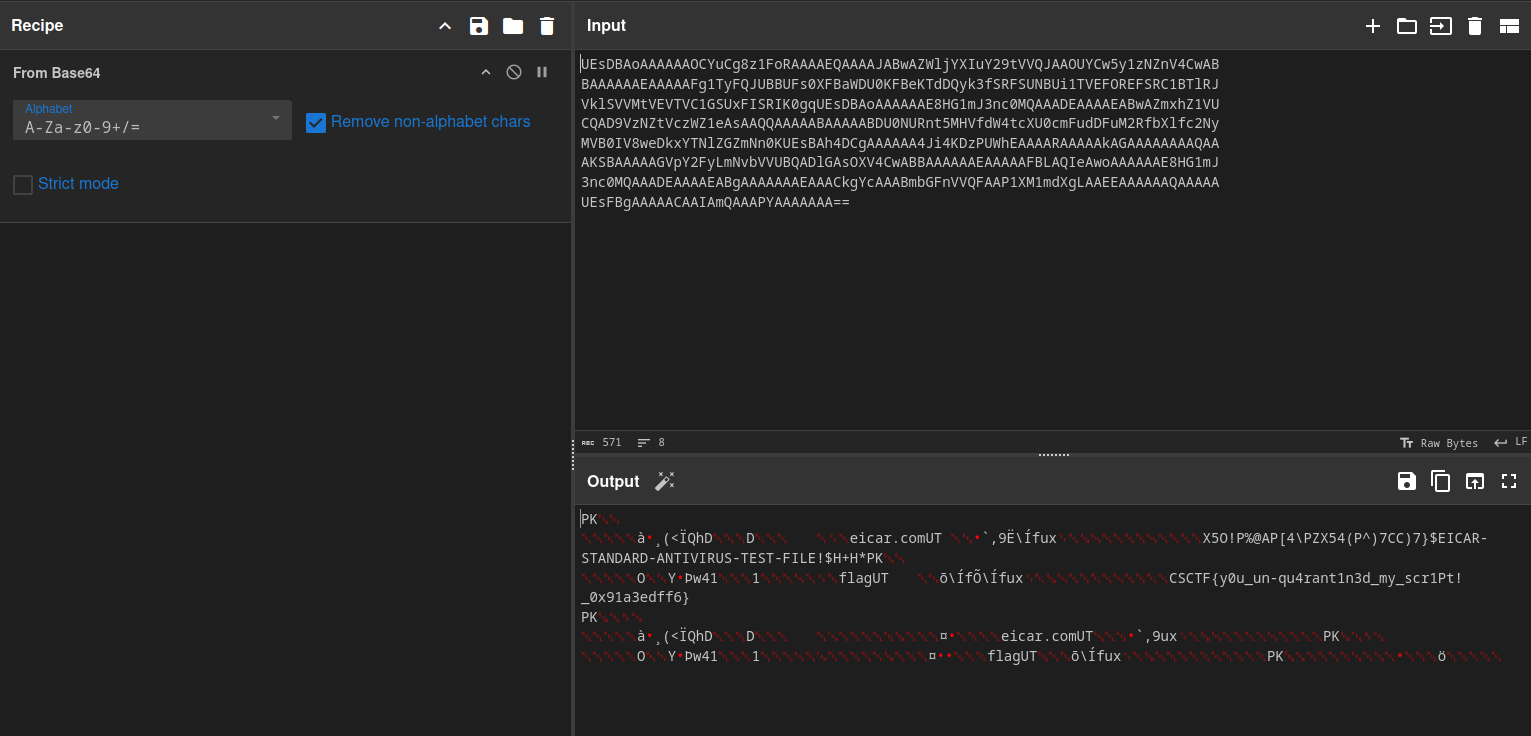 Recipe
From Base64
Alphabet
A-Za-z0-9+/=
Remove non-alphabet chars
Strict mode
Input
UEsDBAoAAAAAAOCYuCg8z1FoRAAAAEQAAAAJABwAZWljYXIuY29tVVQJAAOUYCw5y1zNZnV4CwAB
BAAAAAAEAAAAAFg1TyFQJUBBUFs0XFBaWDU0KFBeKTdDQyk3fSRFSUNBUi1TVEFOREFSRC1BTlRJ
VklSVVMtVEVTVC1GSUxFISRIK0gqUEsDBAoAAAAAAE8HG1mJ3nc0MQAAADEAAAAEABwAZmxhZ1VU
CQAD9VzNZtVczWZ1eAsAAQQAAAAABAAAAABDU0NURnt5MHVfdW4tcXU0cmFudDFuM2RfbXlfc2Ny
MVB0IV8weDkxYTNlZGZmNn0KUEsBAh4DCgAAAAAA4Ji4KDzPUWhEAAAARAAAAAkAGAAAAAAAAAAQAA
AKSBAAAAAGVpY2FyLmNvbVVUBQADlGAsOXV4CwABBAAAAAAEAAAAAFBLAQIeAwoAAAAAAE8HG1mJ
3nc0MQAAADEAAAAEABgAAAAAAAEAAACkgYcAAABmbGFnVVQFAAP1XM1mdXgLAAEEAAAAAAQAAAAA
UEsFBgAAAAACAAIAmQAAAPYAAAAAAA==
571
8
Raw Bytes
LF
Output
PK
à•¸(<ÏQhD D eicar.comUT •`,9Ë\Ífux X5O!P%@AP[4\PZX54(P^)7CC)7}$EICAR-
STANDARD-ANTIVIRUS-TEST-FILE!$H+H*PK
O Y•Þw41 1 flagUT õ\ÍfÕ\Ífux CSCTF{y0u_un-qu4rant1n3d_my_scr1Pt!
_0x91a3edff6}
PK
à•¸(<ÏQhD D ¤• eicar.comUT •`,9ux PK
O Y•Þw41 1 ¤•• flagUT õ\Ífux PK • ö